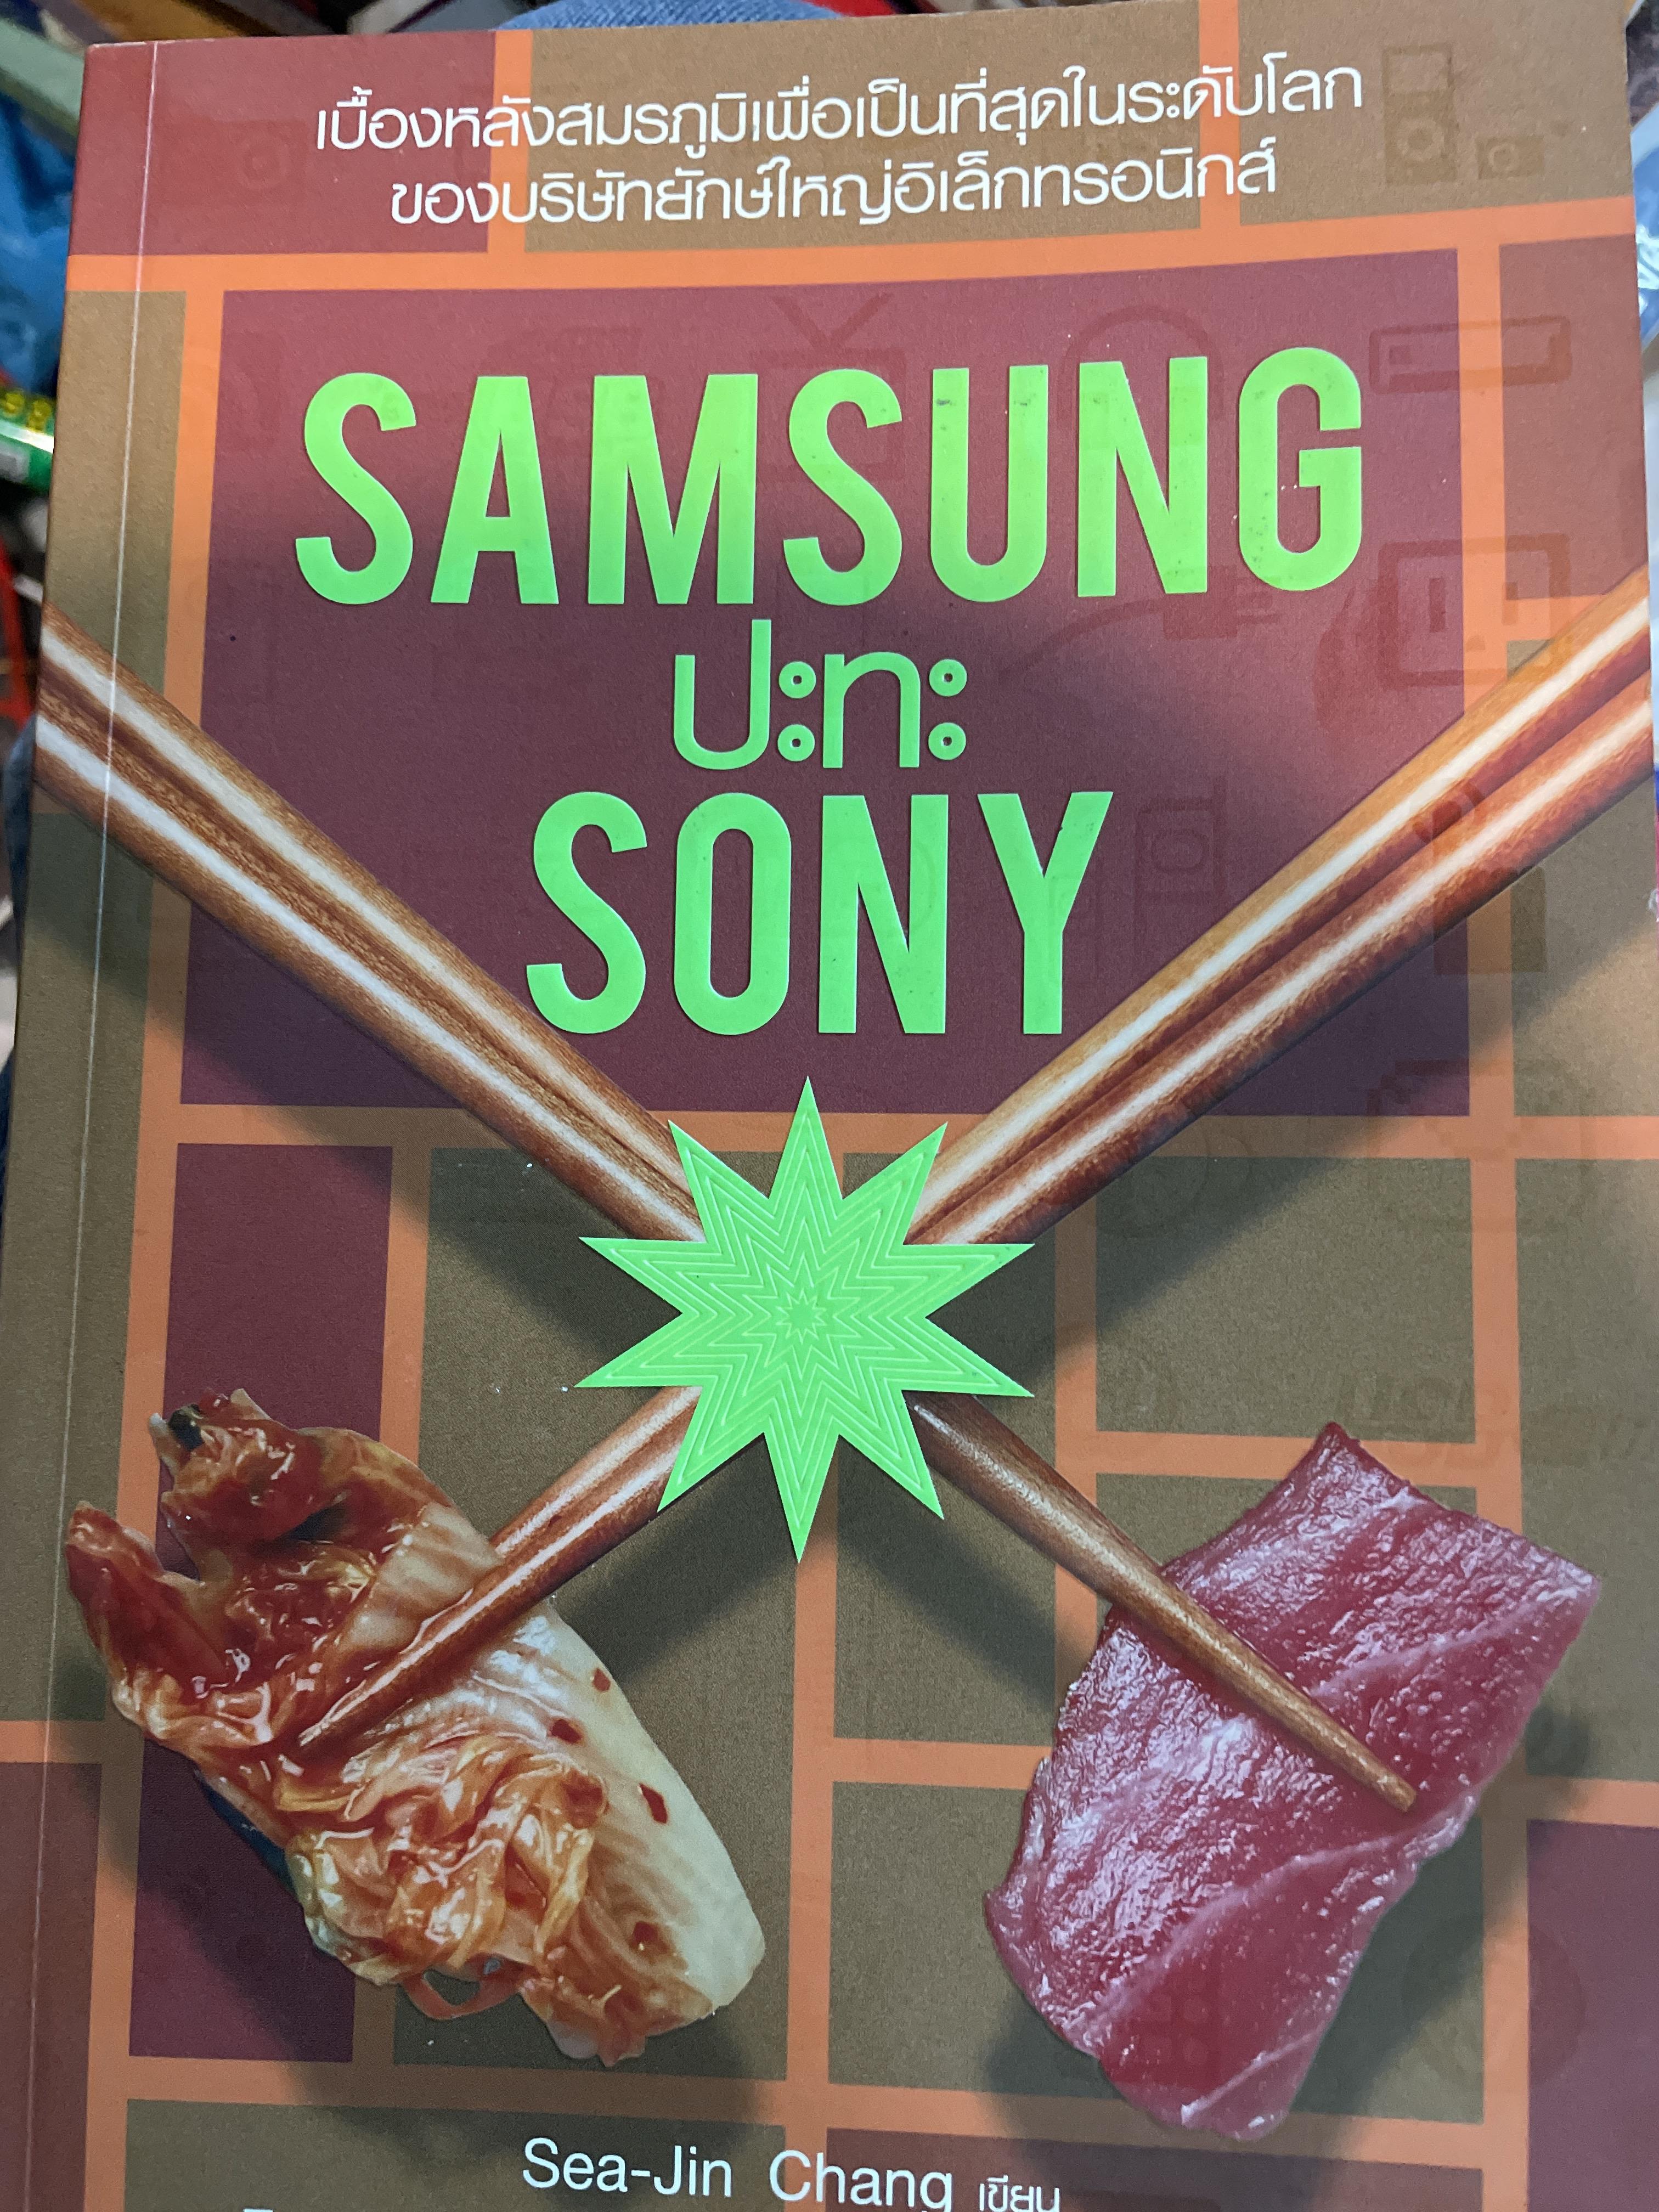 เบื้องหลังสมรภูมิเพื่อเป็นที่สุดในระดับโลก
ของบริษัทยักษ์ใหญ่อิเล็กทรอนิกส์
SAMSUNG
ปะทะ
SONY
Sea-Jin Chang เขียน